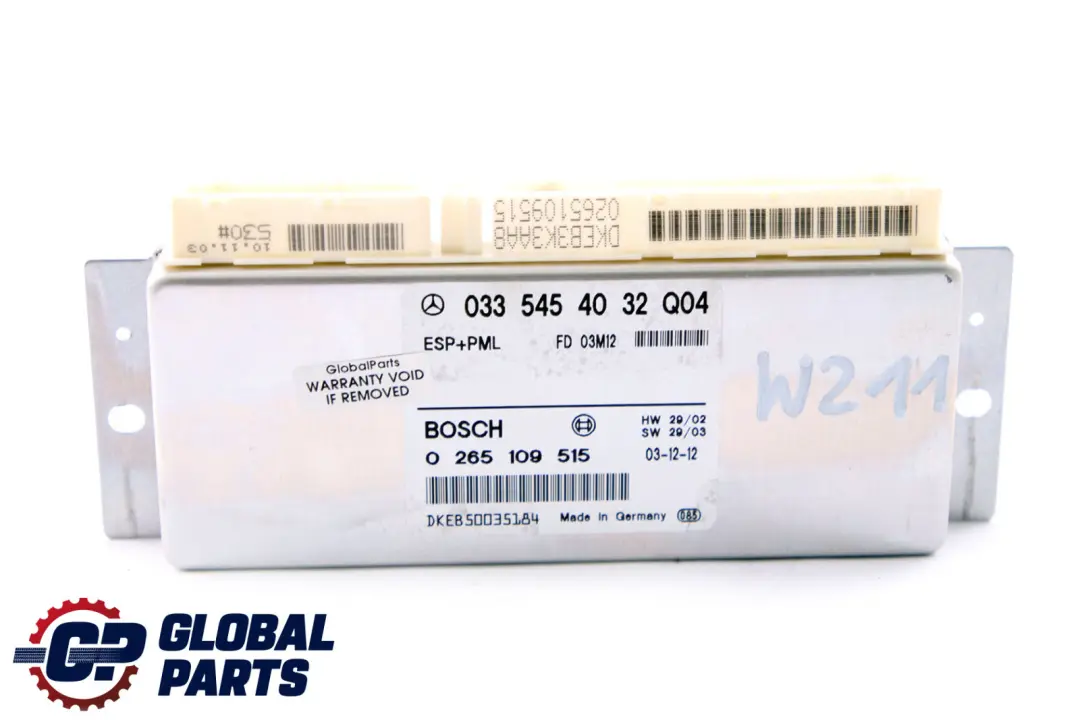 10.11.03
530#
DKEB3K3AA8
0265109515
033 545 40 32 Q04
ESP+PML FD 03M12
GlobalParts
WARRANTY VOID
IF REMOVED
W211
BOSCH HW 29/02
SW 29/03
0 265 109 515 03-12-12
DKEB50035184 Made in Germany 085
GP GLOBAL
PARTS